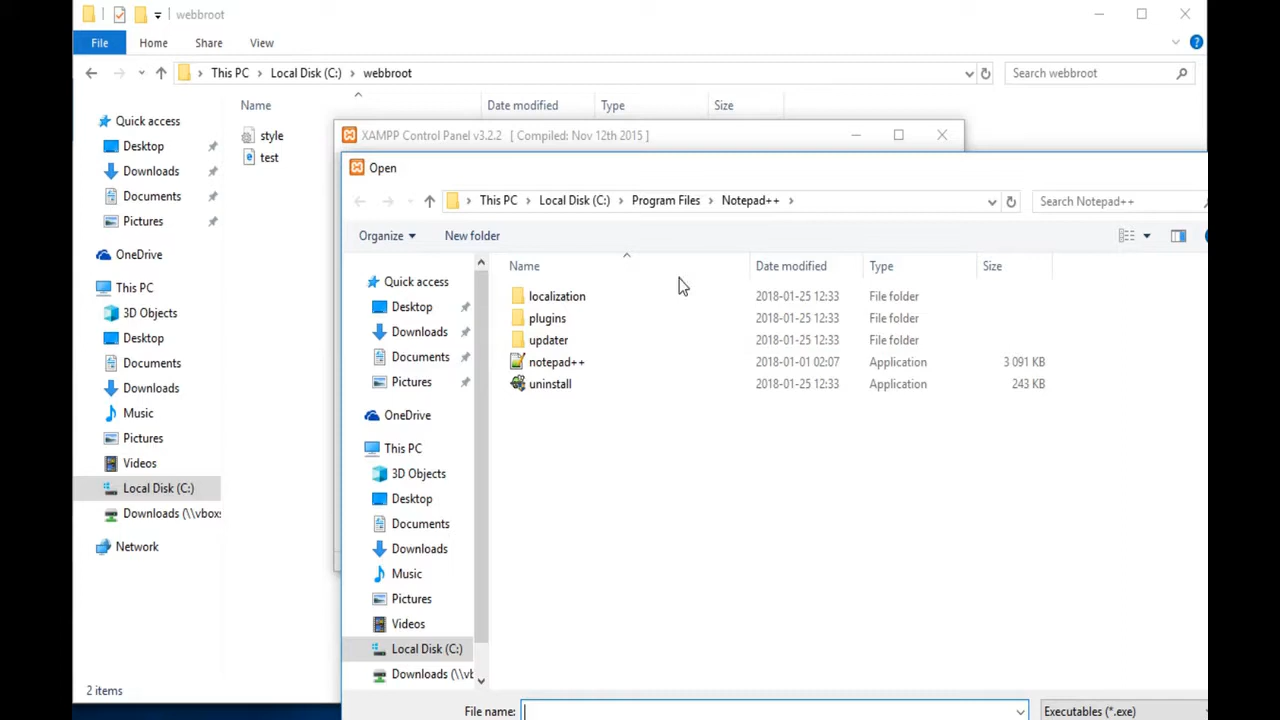 webbroot
File Home Share View
This PC Local Disk (C:) webbroot
Search webbroot
Name Date modified Type Size
Quick access
Desktop
Downloads
Documents
Pictures
OneDrive
This PC
3D Objects
Desktop
Documents
Downloads
Music
Pictures
Videos
Local Disk (C:)
Downloads (\\vbox
Network
style
test
2 items
XAMPP Control Panel v3.2.2 [ Compiled: Nov 12th 2015 ]
Open
This PC Local Disk (C:) Program Files Notepad++
Search Notepad++
Organize New folder
Name Date modified Type Size
Quick access
Desktop
Downloads
Documents
Pictures
OneDrive
This PC
3D Objects
Desktop
Documents
Downloads
Music
Pictures
Videos
Local Disk (C:)
Downloads (\\vb
localization 2018-01-25 12:33 File folder
plugins 2018-01-25 12:33 File folder
updater 2018-01-25 12:33 File folder
notepad++ 2018-01-01 02:07 Application 3 091 KB
uninstall 2018-01-25 12:33 Application 243 KB
File name: Executables (*.exe)